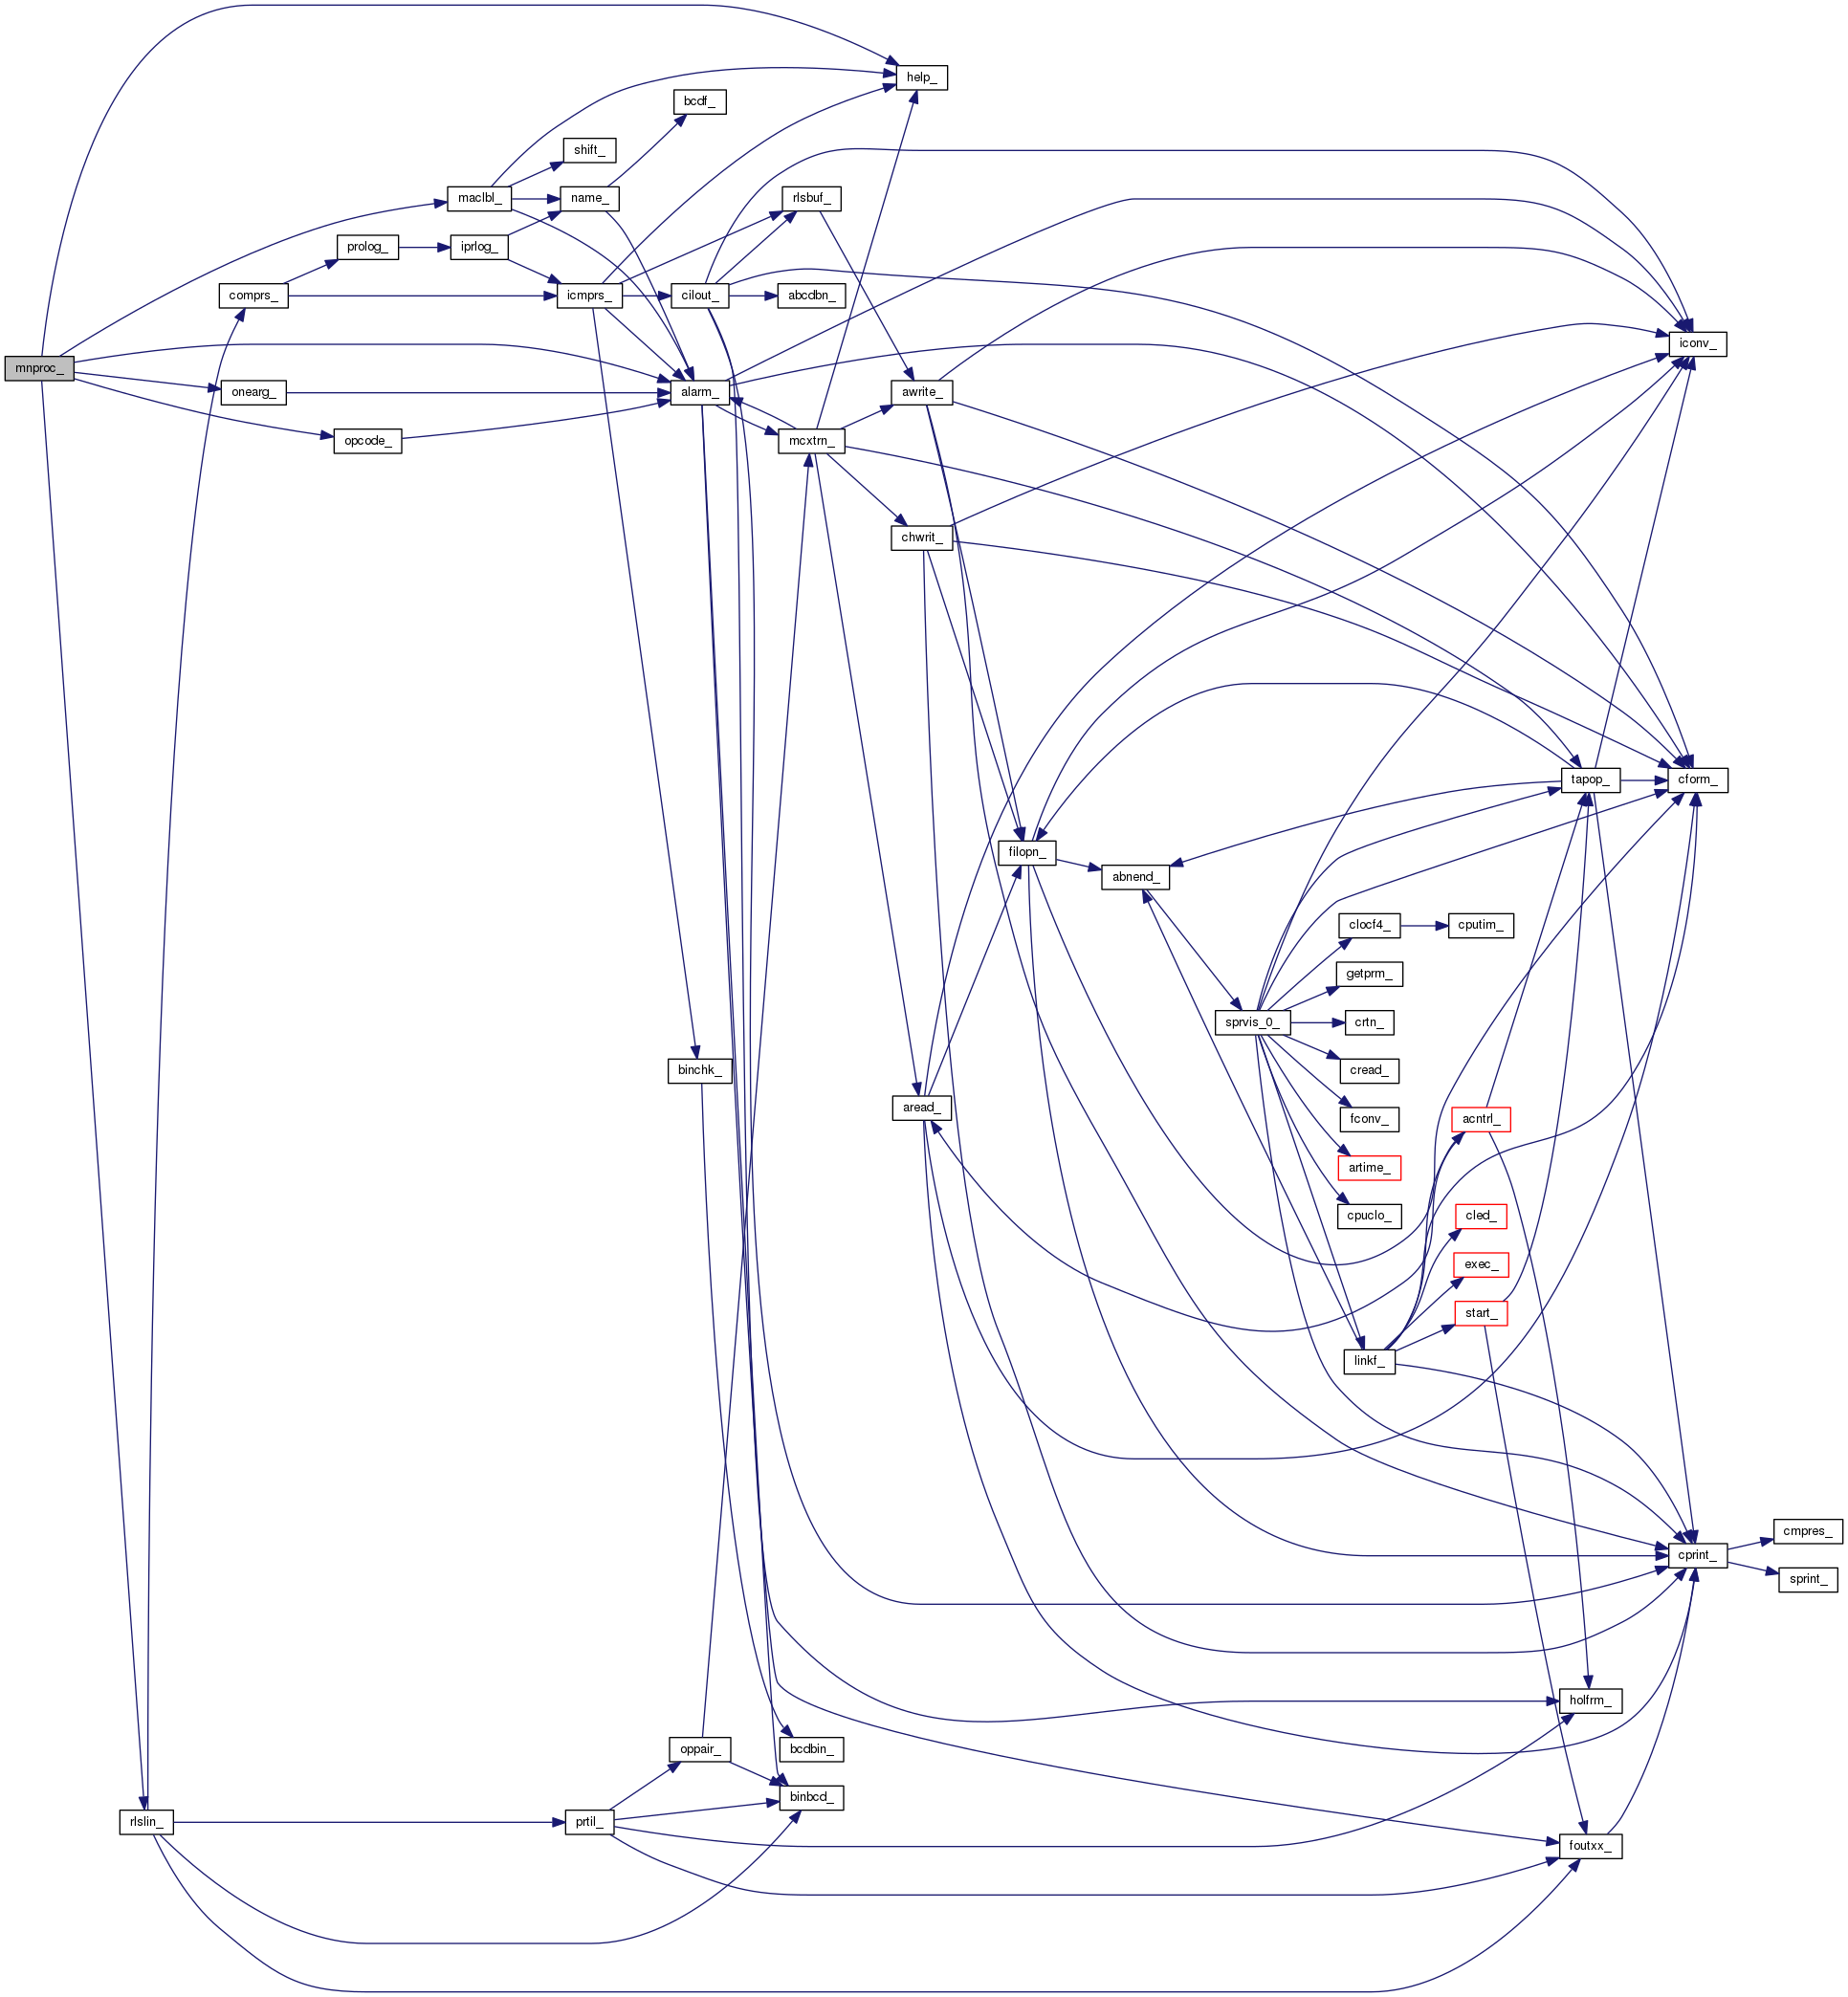 help_
bcdf_
shift_
maclbl_
name_
rlsbuf_
prolog_
iprlog_
comprs_
icmprs_
cilout_
abcdbn_
iconv_
mnproc_
onearg_
alarm_
awrite_
opcode_
mcxtrn_
chwrit_
tapop_
cform_
filopn_
abnend_
clocf4_
cputim_
getprm_
sprvis_0_
crtn_
binchk_
cread_
aread_
fconv_
acntrl_
artime_
cpuclo_
cled_
exec_
start_
linkf_
cmpres_
cprint_
sprint_
holfrm_
oppair_
bcdbin_
binbcd_
rlslin_
prtil_
foutxx_